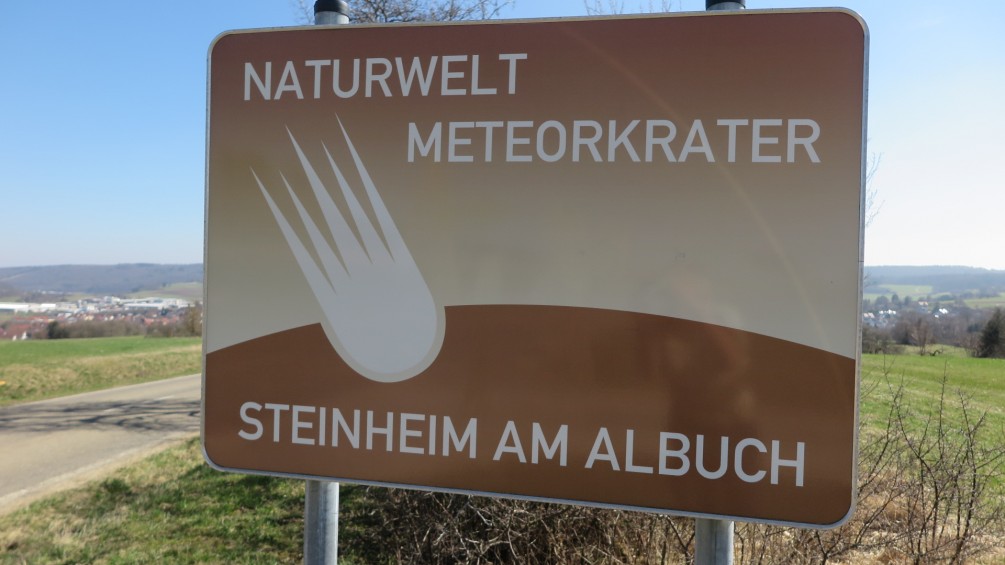 NATURWELT
METEORKRATER
STEINHEIM AM ALBUCH